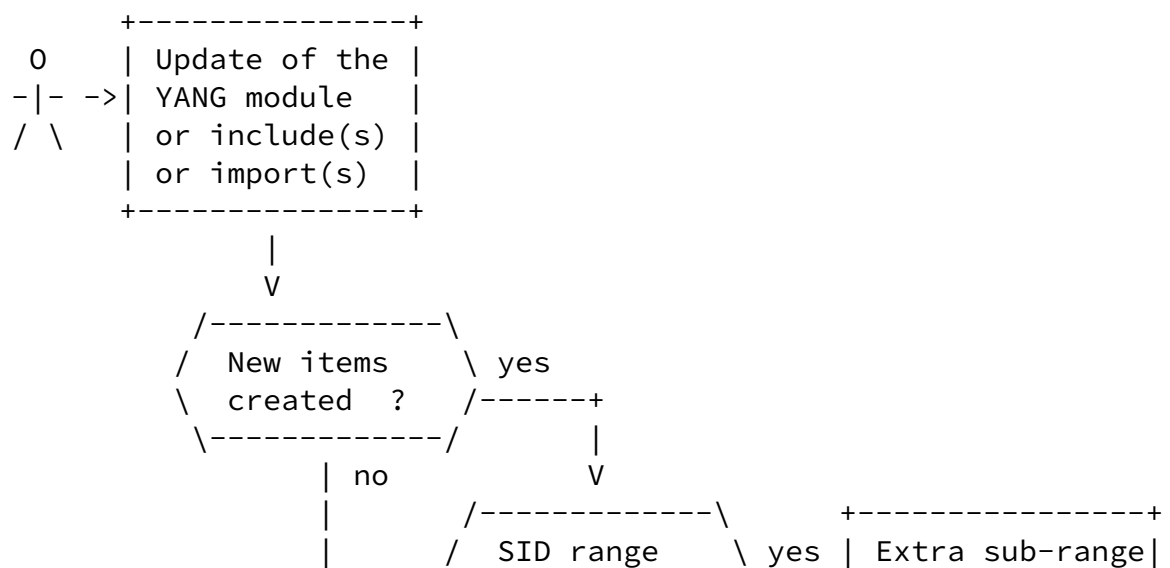 +---------------+
 O     | Update of the |
-|- ->| YANG module   |
/ \    | or include(s) |
       | or import(s)  |
       +---------------+
               |
               V
           /-------------\
          /  New items    \ yes
          \  created  ?   /------+
           \-------------/       |
                  | no           V
                  |       /-------------\      +----------------+
                  |      /  SID range    \ yes | Extra sub-range|